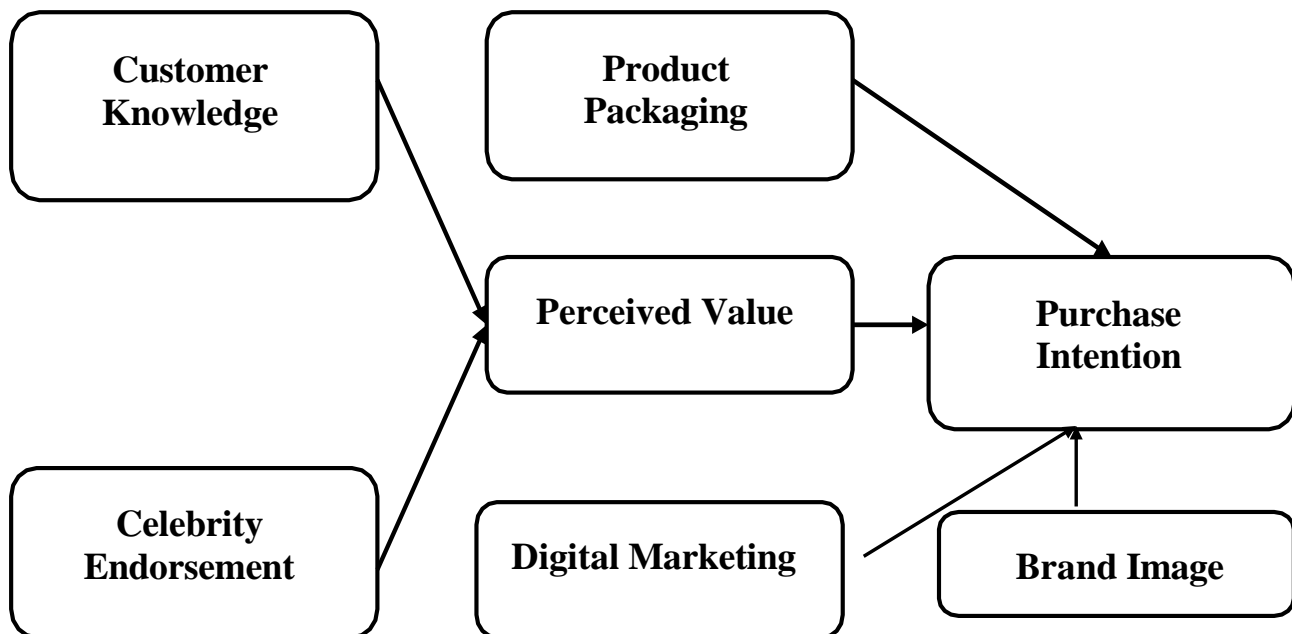 Customer
Knowledge
Product
Packaging
Perceived Value
Purchase
Intention
Celebrity
Endorsement
Digital Marketing
Brand Image